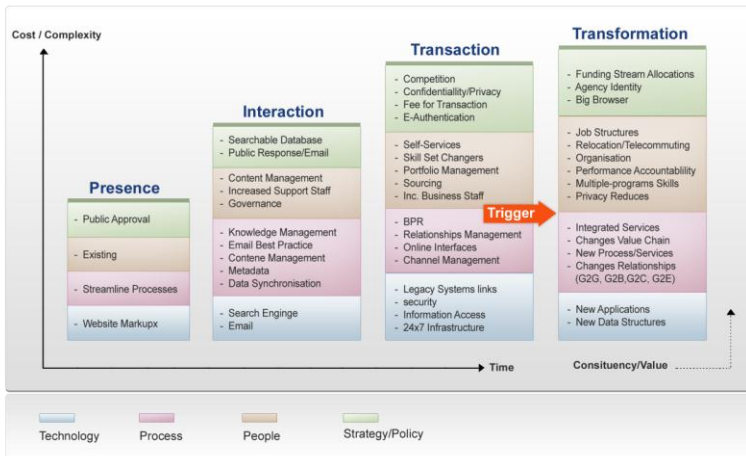 Cost / Complexity
Presence
- Public Approval
- Existing
- Streamline Processes
- Website Markupx
Interaction
- Searchable Database
- Public Response/Email
- Content Management
- Increased Support Staff
- Governance
- Knowledge Management
- Email Best Practice
- Contene Management
- Metadata
- Data Synchronisation
- Search Enginge
- Email
Transaction
- Competition
- Confidentiallity/Privacy
- Fee for Transaction
- E-Authentication
- Self-Services
- Skill Set Changers
- Portfolio Management
- Sourcing
- Inc. Business Staff
- BPR
- Relationships Management
- Online Interfaces
- Channel Management
- Legacy Systems links
- security
- Information Access
- 24x7 Infrastructure
Trigger
Transformation
- Funding Stream Allocations
- Agency Identity
- Big Browser
- Job Structures
- Relocation/Telecommuting
- Organisation
- Performance Accountablility
- Multiple-programs Skills
- Privacy Reduces
- Integrated Services
- Changes Value Chain
- New Process/Services
- Changes Relationships
(G2G, G2B,G2C, G2E)
- New Applications
- New Data Structures
Time
Consituency/Value
Technology
Process
People
Strategy/Policy